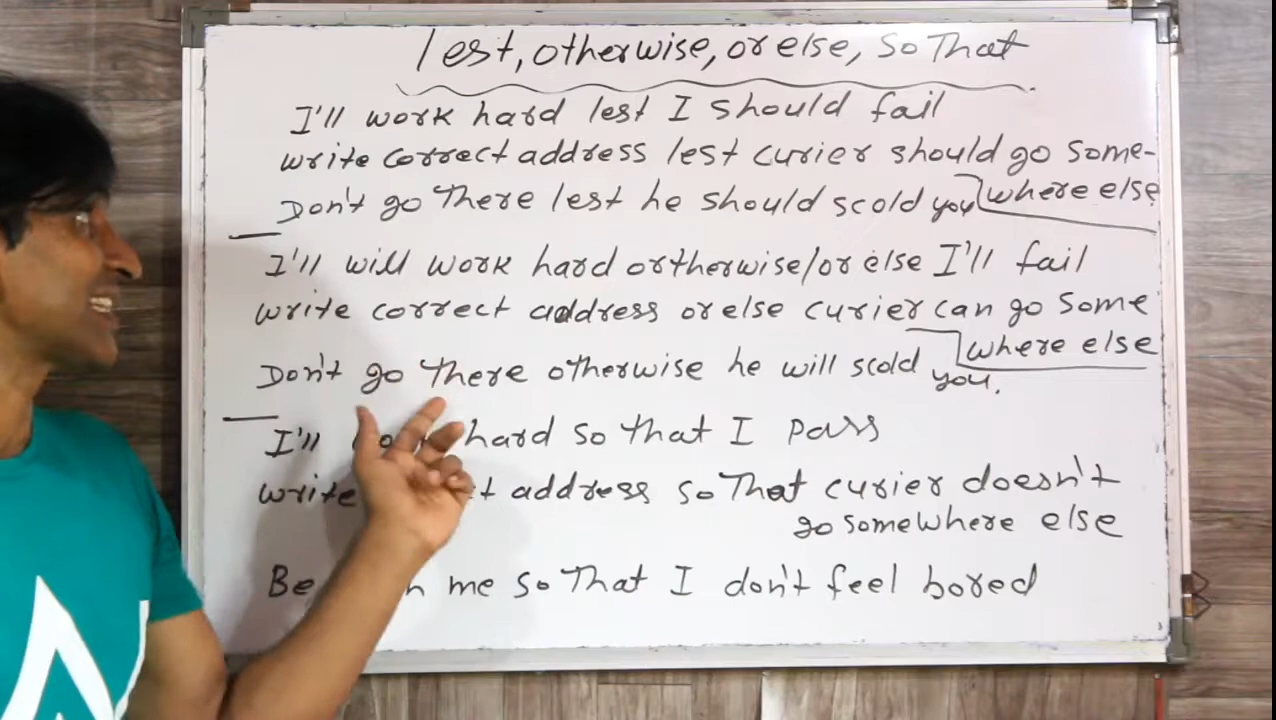 lest, otherwise, or else, so That
I'll work hard lest I should fail
write correct address lest curier should go some-
where else
Don't go There lest he should scold you
I'll will work hard ortherwise/or else I'll fail
write correct address or else curier can go some
where else
Don't go there otherwise he will scold you.
I'll hard so that I pass
write address so That curier doesn't
go somewhere else
Be me so That I don't feel bored